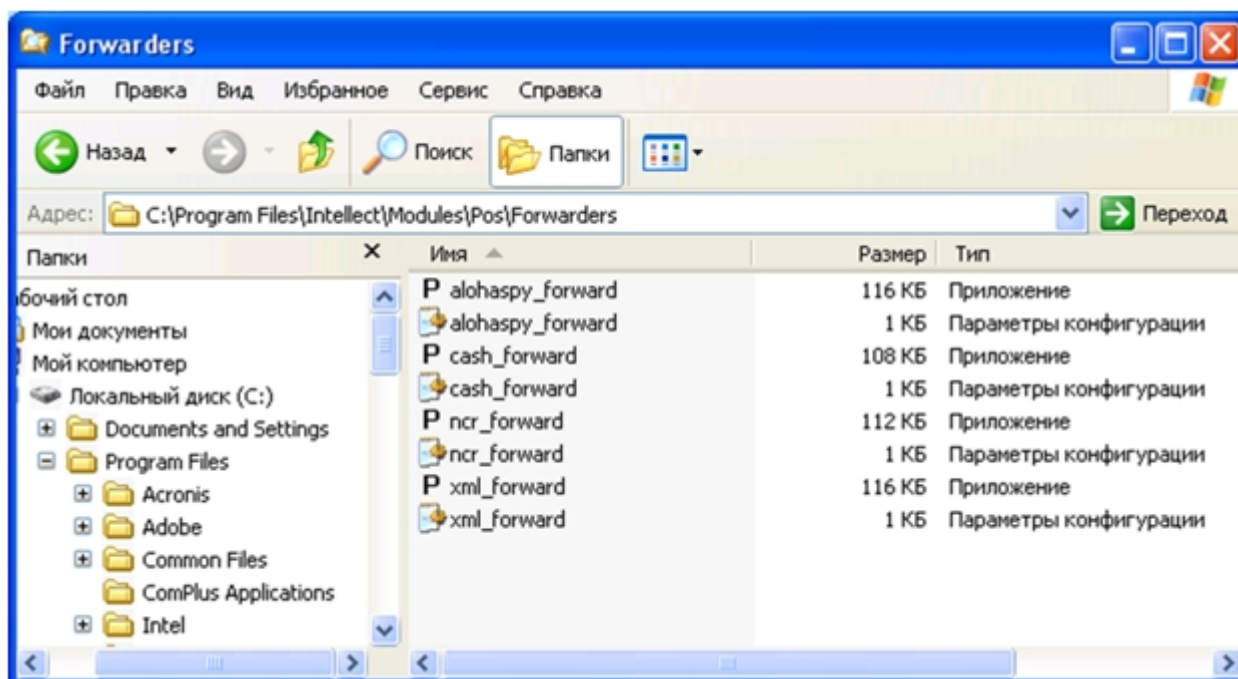 Forwarders
Файл Правка Вид Избранное Сервис Справка
Назад Поиск Папки
Адрес: C:\Program Files\Intellect\Modules\Pos\Forwarders Переход
Папки
бочий стол
Мои документы
Мой компьютер
Локальный диск (C:)
Documents and Settings
Program Files
Acronis
Adobe
Common Files
ComPlus Applications
Intel
Имя Размер Тип
P alohaspy_forward 116 КБ Приложение
alohaspy_forward 1 КБ Параметры конфигурации
P cash_forward 108 КБ Приложение
cash_forward 1 КБ Параметры конфигурации
P ncr_forward 112 КБ Приложение
ncr_forward 1 КБ Параметры конфигурации
P xml_forward 116 КБ Приложение
xml_forward 1 КБ Параметры конфигурации